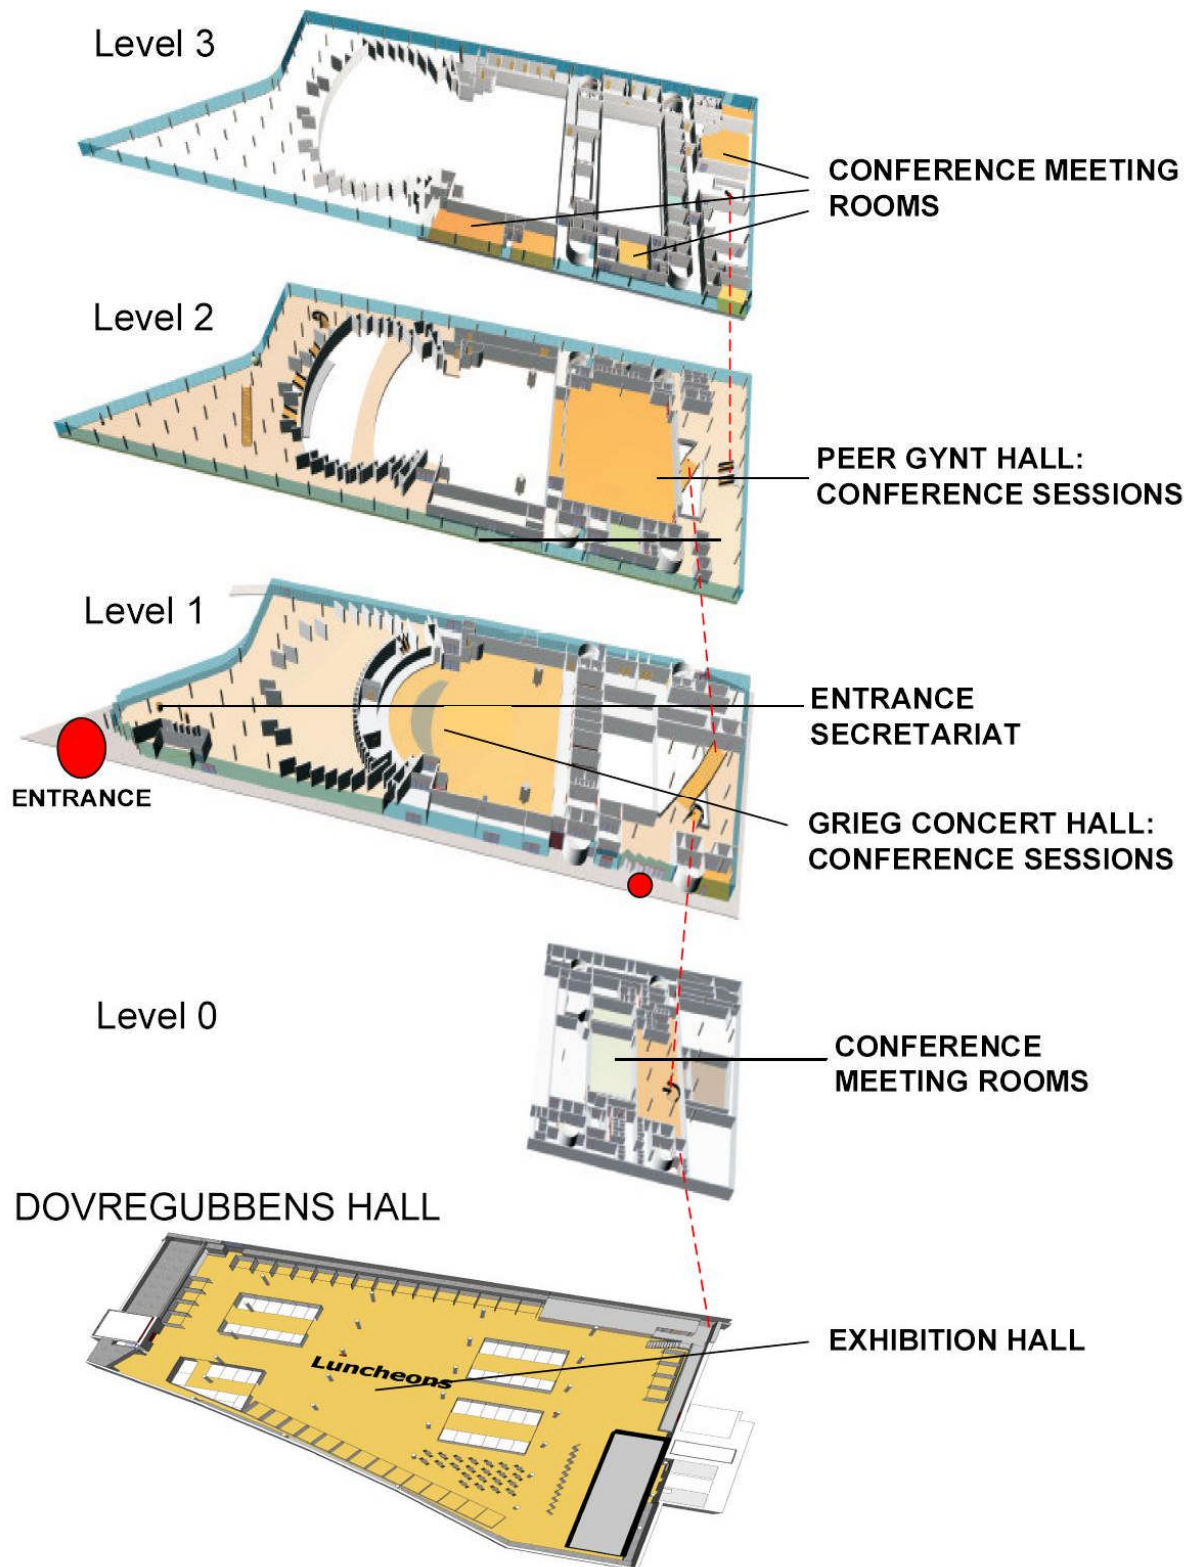 Level 3
CONFERENCE MEETING
ROOMS
Level 2
PEER GYNT HALL:
CONFERENCE SESSIONS
Level 1
ENTRANCE
SECRETARIAT
ENTRANCE
GRIEG CONCERT HALL:
CONFERENCE SESSIONS
Level 0
CONFERENCE
MEETING ROOMS
DOVREGUBBENS HALL
EXHIBITION HALL
Luncheons